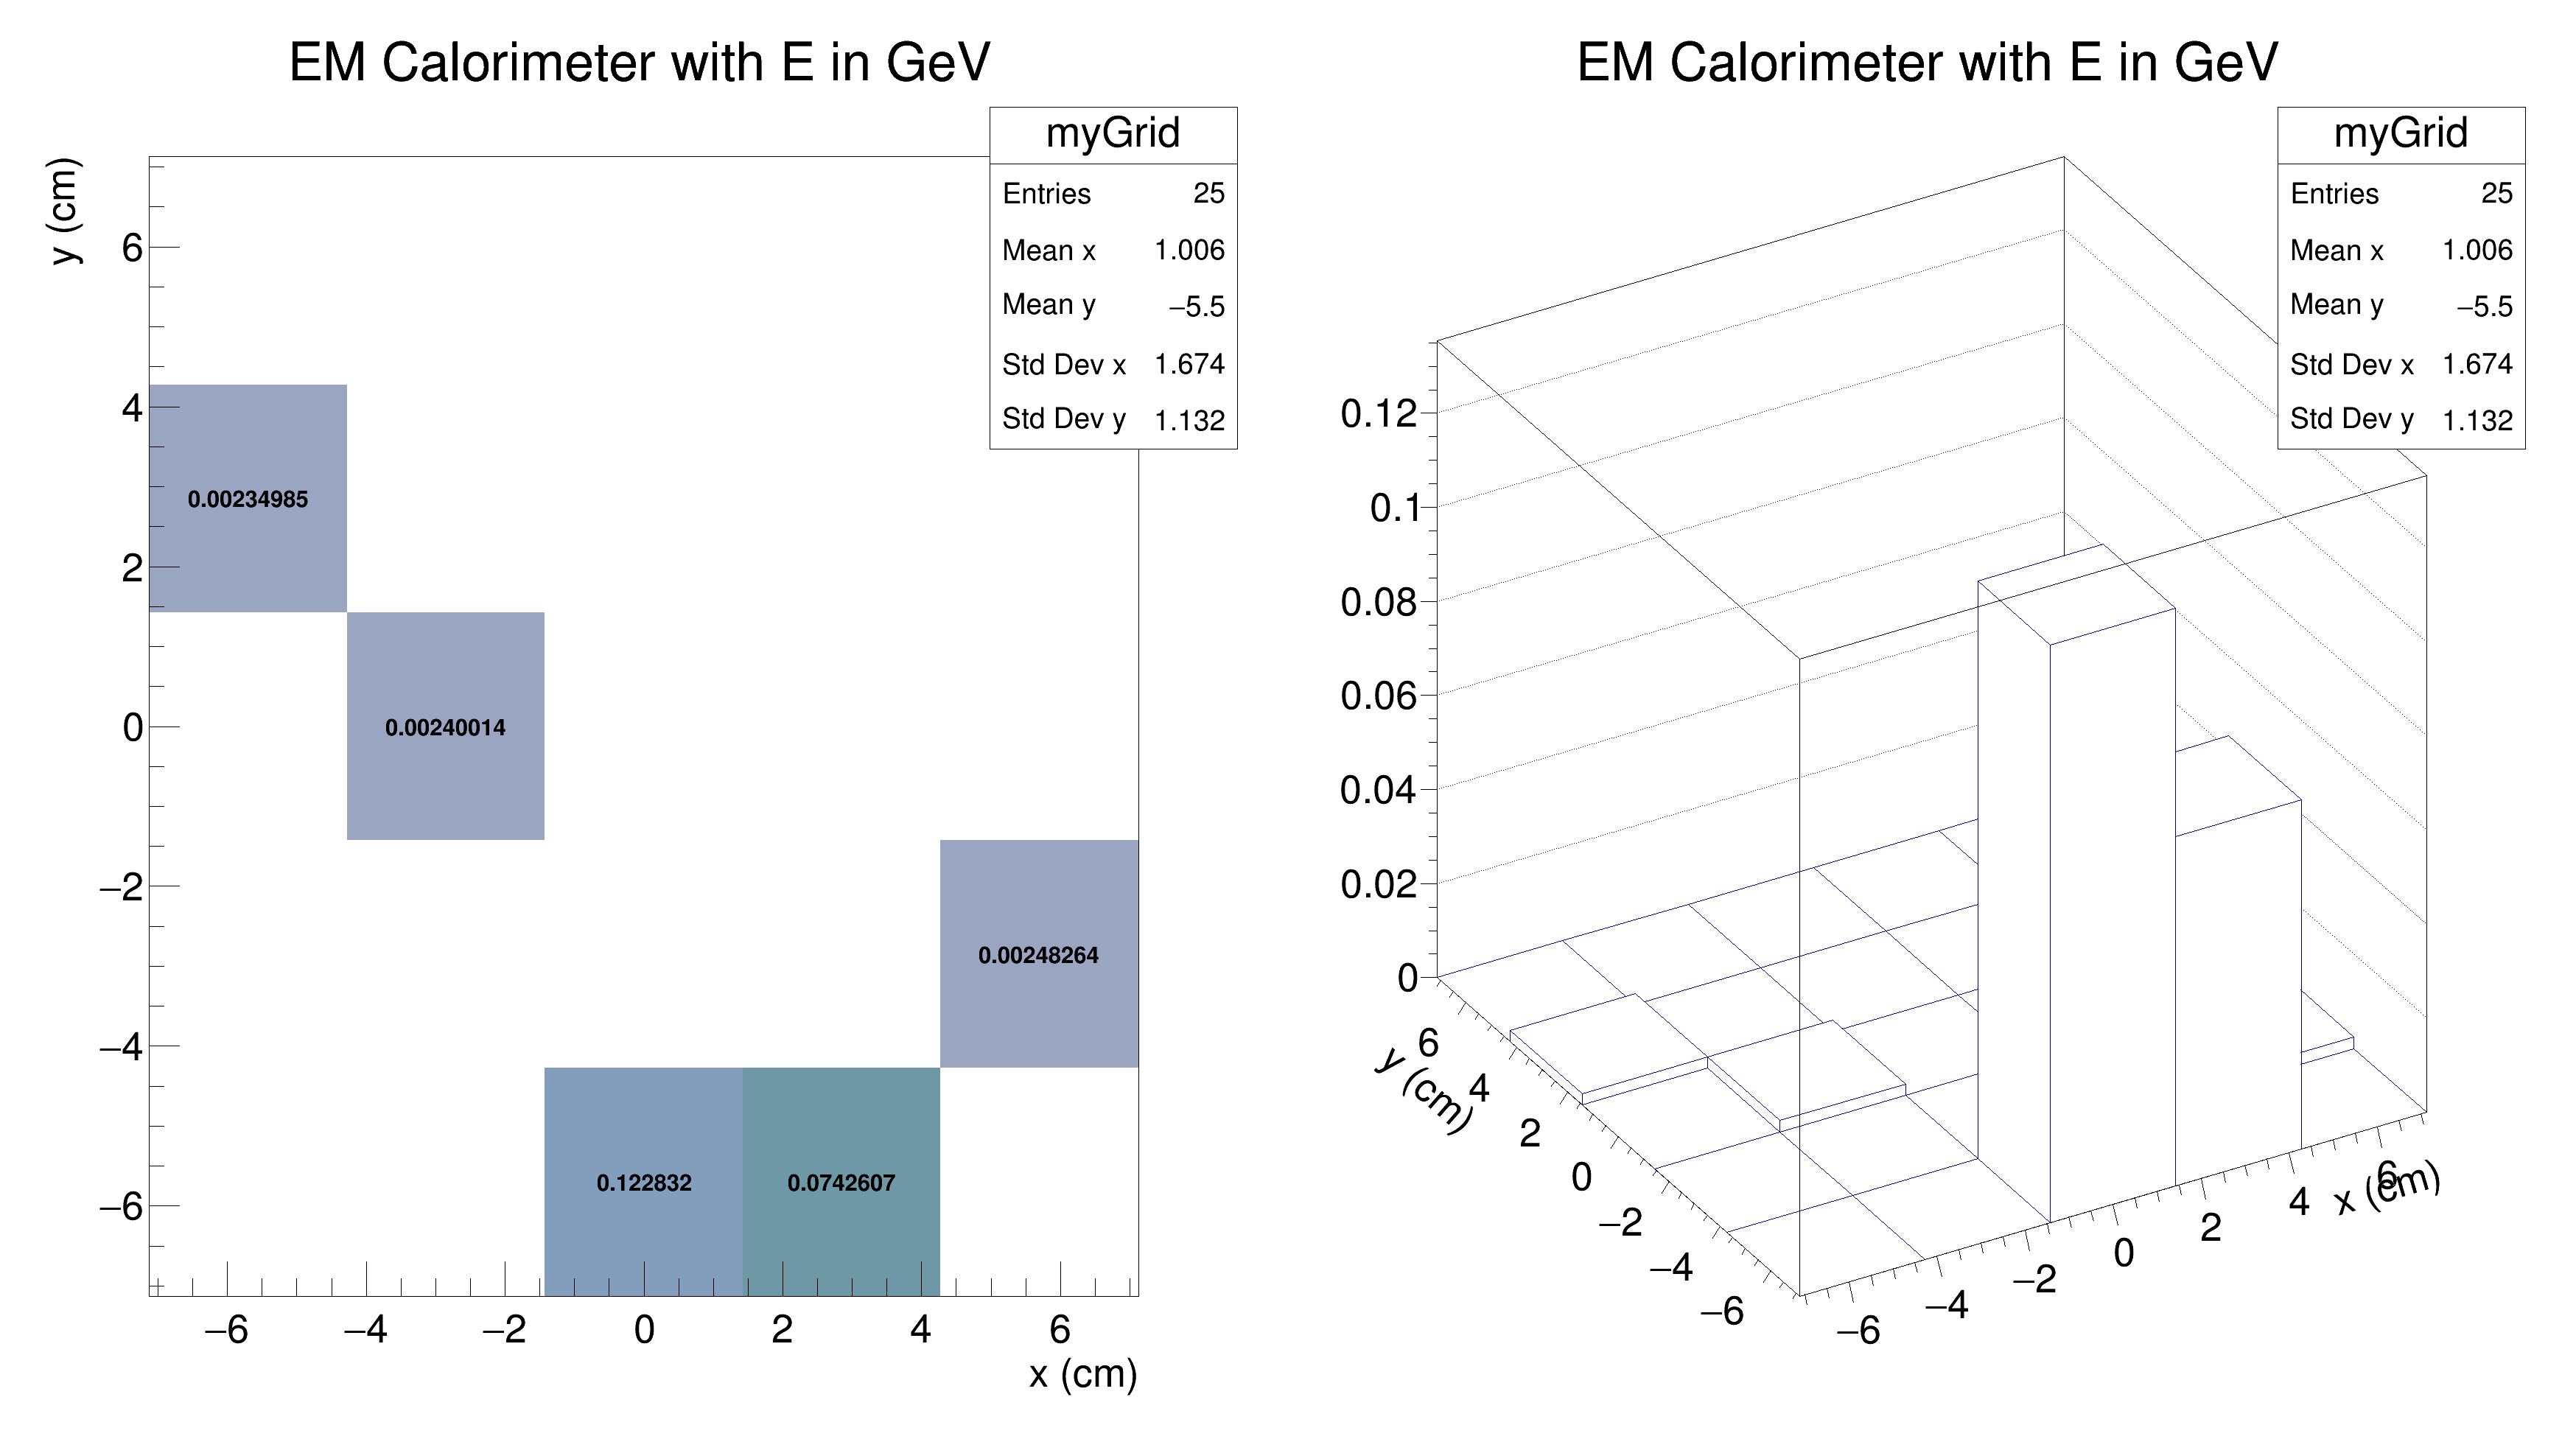 EM Calorimeter with E in GeV
myGrid
Entries 25
Mean x 1.006
Mean y −5.5
Std Dev x 1.674
Std Dev y 1.132
y (cm)
6
4
2
0
−2
−4
−6
0.00234985
0.00240014
0.00248264
0.122832
0.0742607
−6 −4 −2 0 2 4 6
x (cm)
EM Calorimeter with E in GeV
myGrid
Entries 25
Mean x 1.006
Mean y −5.5
Std Dev x 1.674
Std Dev y 1.132
0.12
0.1
0.08
0.06
0.04
0.02
0
y (cm)
6
4
2
0
−2
−4
−6
−6 −4 −2 0 2 4 6
x (cm)